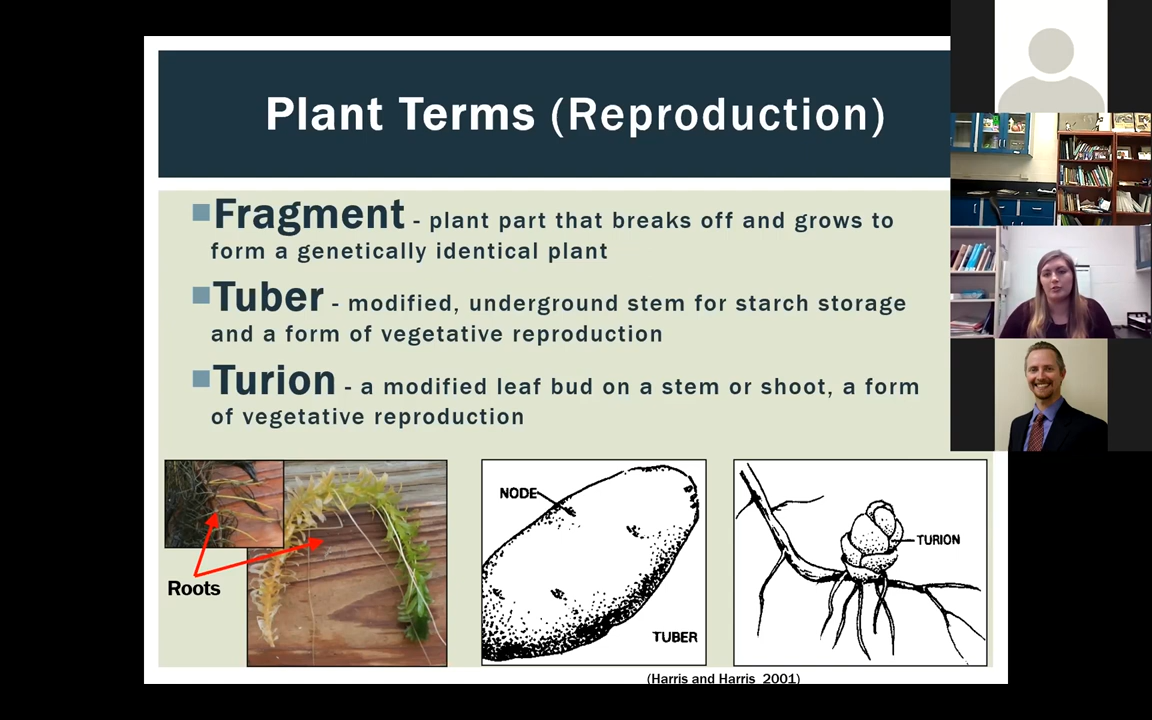 Plant Terms (Reproduction)
Fragment - plant part that breaks off and grows to
form a genetically identical plant
Tuber - modified, underground stem for starch storage
and a form of vegetative reproduction
Turion - a modified leaf bud on a stem or shoot, a form
of vegetative reproduction
Roots
NODE
TUBER
TURION
(Harris and Harris 2001)